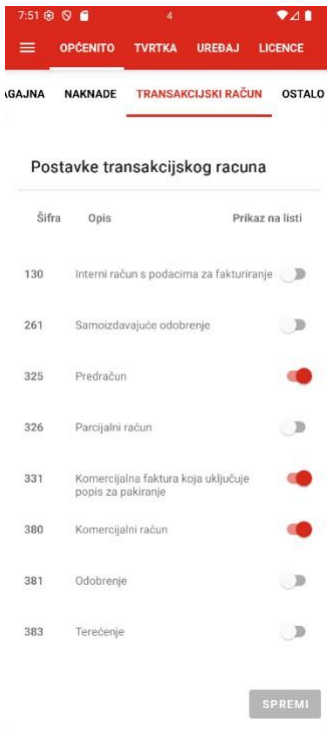 7:51 4
OPĆENITO TVRTKA UREĐAJ LICENCE
AGAJNA NAKNADE TRANSAKCIJSKI RAČUN OSTALO
Postavke transakcijskog racuna
Šifra Opis Prikaz na listi
130 Interni račun s podacima za fakturiranje
261 Samoizdavajuće odobrenje
325 Predračun
326 Parcijalni račun
331 Komercijalna faktura koja uključuje
popis za pakiranje
380 Komercijalni račun
381 Odobrenje
383 Terećenje
SPREMI